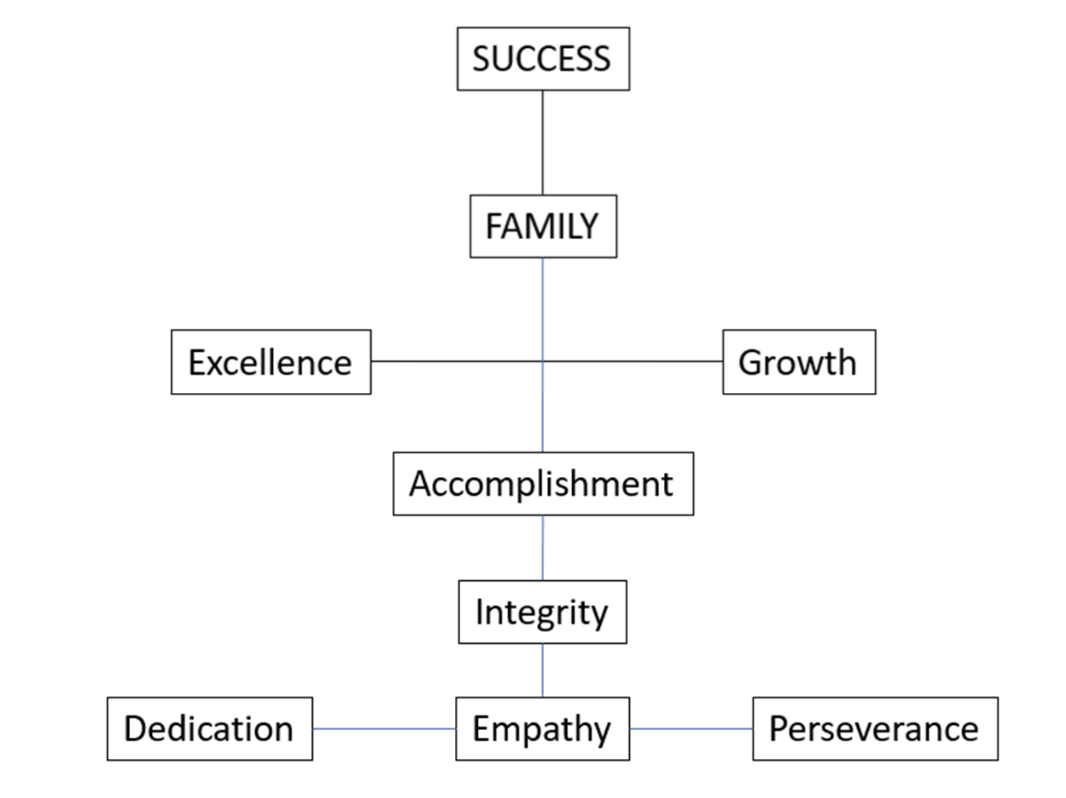 SUCCESS
FAMILY
Excellence
Growth
Accomplishment
Integrity
Dedication
Empathy
Perseverance